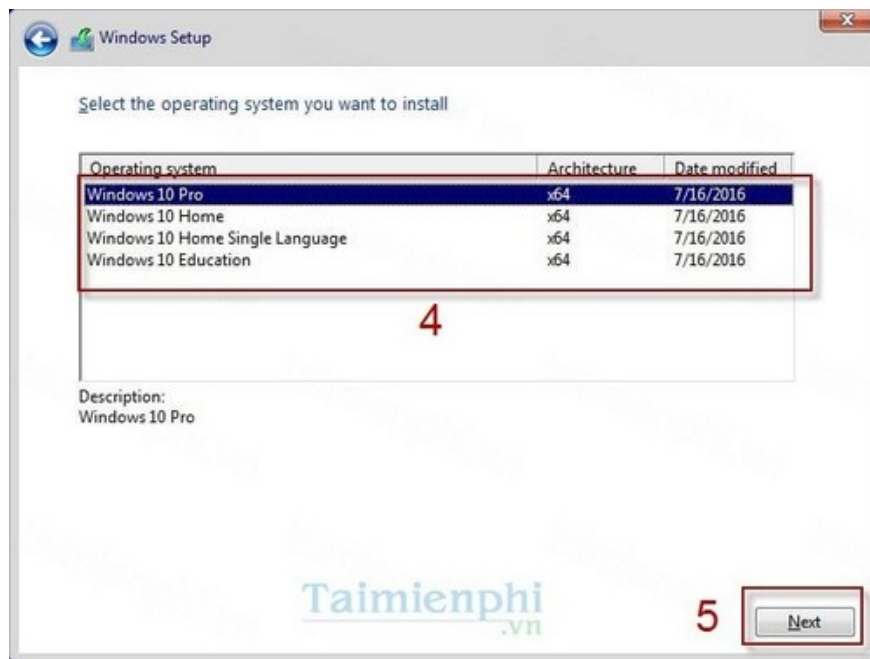 Windows Setup
Select the operating system you want to install
Operating system Architecture Date modified
Windows 10 Pro x64 7/16/2016
Windows 10 Home x64 7/16/2016
Windows 10 Home Single Language x64 7/16/2016
Windows 10 Education x64 7/16/2016
4
Description:
Windows 10 Pro
Taimienphi
.vn
5
Next